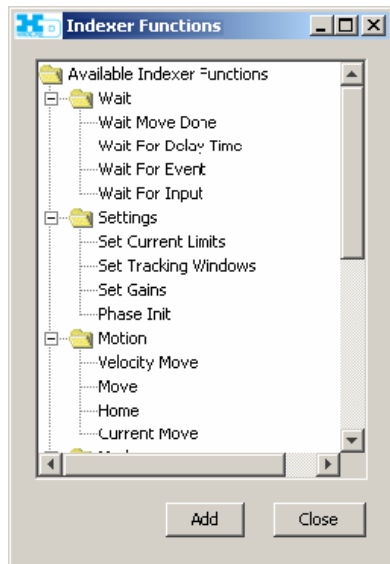 Indexer Functions
Available Indexer Functions
Wait
Wait Move Done
Wait For Delay Time
Wait For Event
Wait For Input
Settings
Set Current Limits
Set Tracking Windows
Set Gains
Phase Init
Motion
Velocity Move
Move
Home
Current Move
Add Close